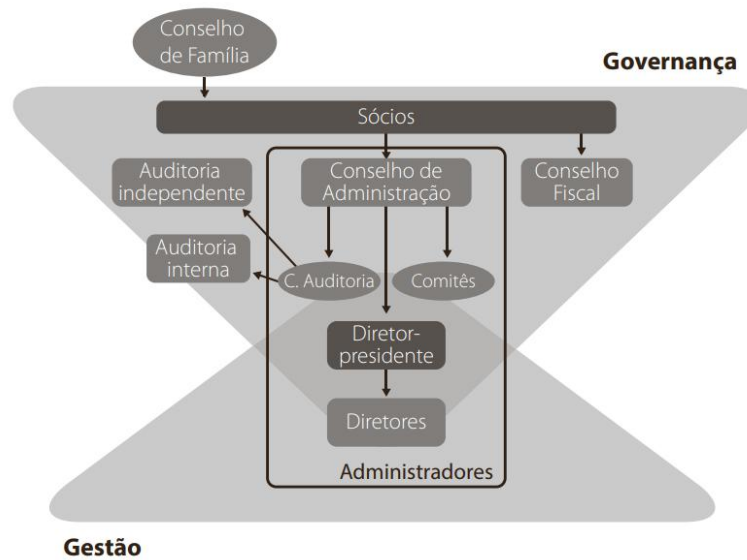 Conselho
de Família
Governança
Sócios
Auditoria
independente
Conselho de
Administração
Conselho
Fiscal
Auditoria
interna
C. Auditoria
Comitês
Diretor-
presidente
Diretores
Administradores
Gestão